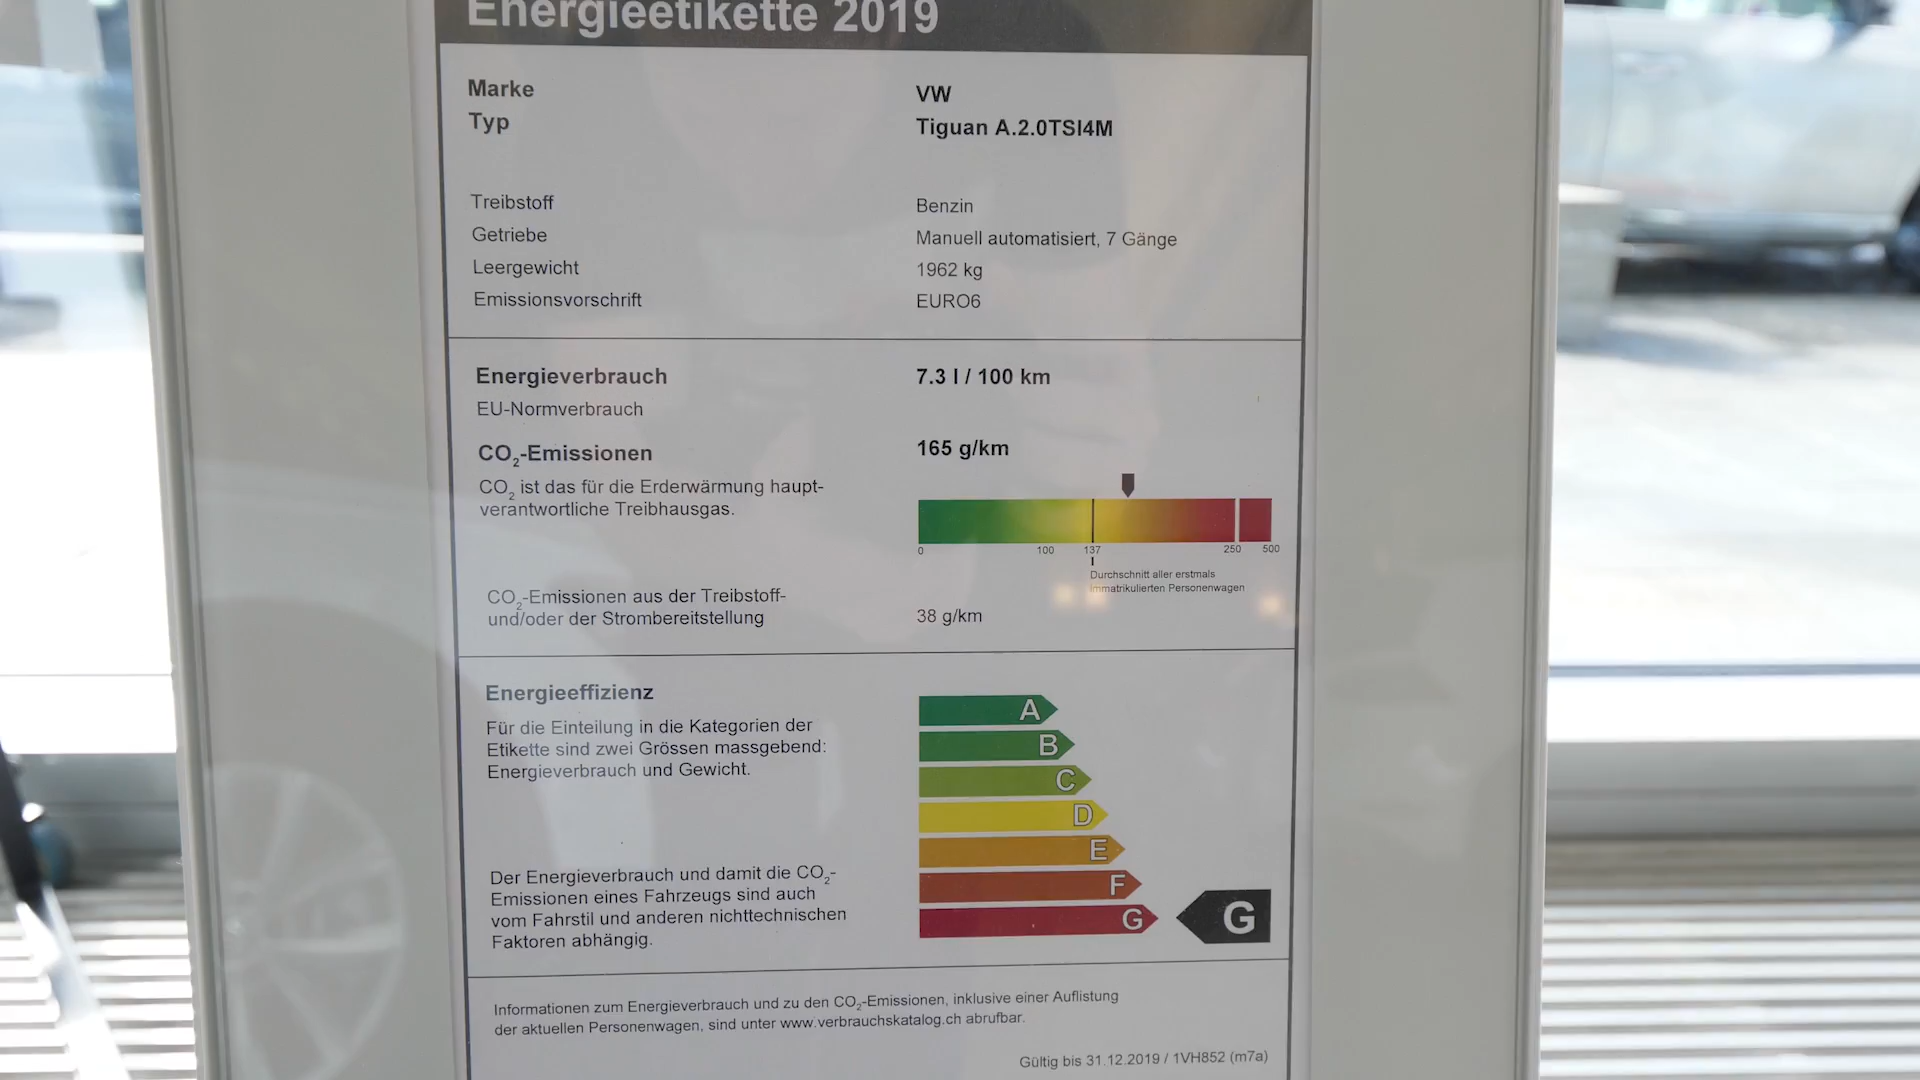 Energieetikette 2019
Marke VW
Typ Tiguan A.2.0TSI4M
Treibstoff Benzin
Getriebe Manuell automatisiert, 7 Gänge
Leergewicht 1962 kg
Emissionsvorschrift EURO6
Energieverbrauch 7.3 l / 100 km
EU-Normverbrauch
CO₂-Emissionen 165 g/km
CO₂ ist das für die Erderwärmung haupt-
verantwortliche Treibhausgas.
0 100 137 250 500
Durchschnitt aller erstmals
immatrikulierten Personenwagen
CO₂-Emissionen aus der Treibstoff-
und/oder der Strombereitstellung 38 g/km
Energieeffizienz
Für die Einteilung in die Kategorien der
Etikette sind zwei Grössen massgebend:
Energieverbrauch und Gewicht.
A
B
C
D
E
F
G G
Der Energieverbrauch und damit die CO₂-
Emissionen eines Fahrzeugs sind auch
vom Fahrstil und anderen nichttechnischen
Faktoren abhängig.
Informationen zum Energieverbrauch und zu den CO₂-Emissionen, inklusive einer Auflistung
der aktuellen Personenwagen, sind unter www.verbrauchskatalog.ch abrufbar.
Gültig bis 31.12.2019 / 1VH852 (m7a)